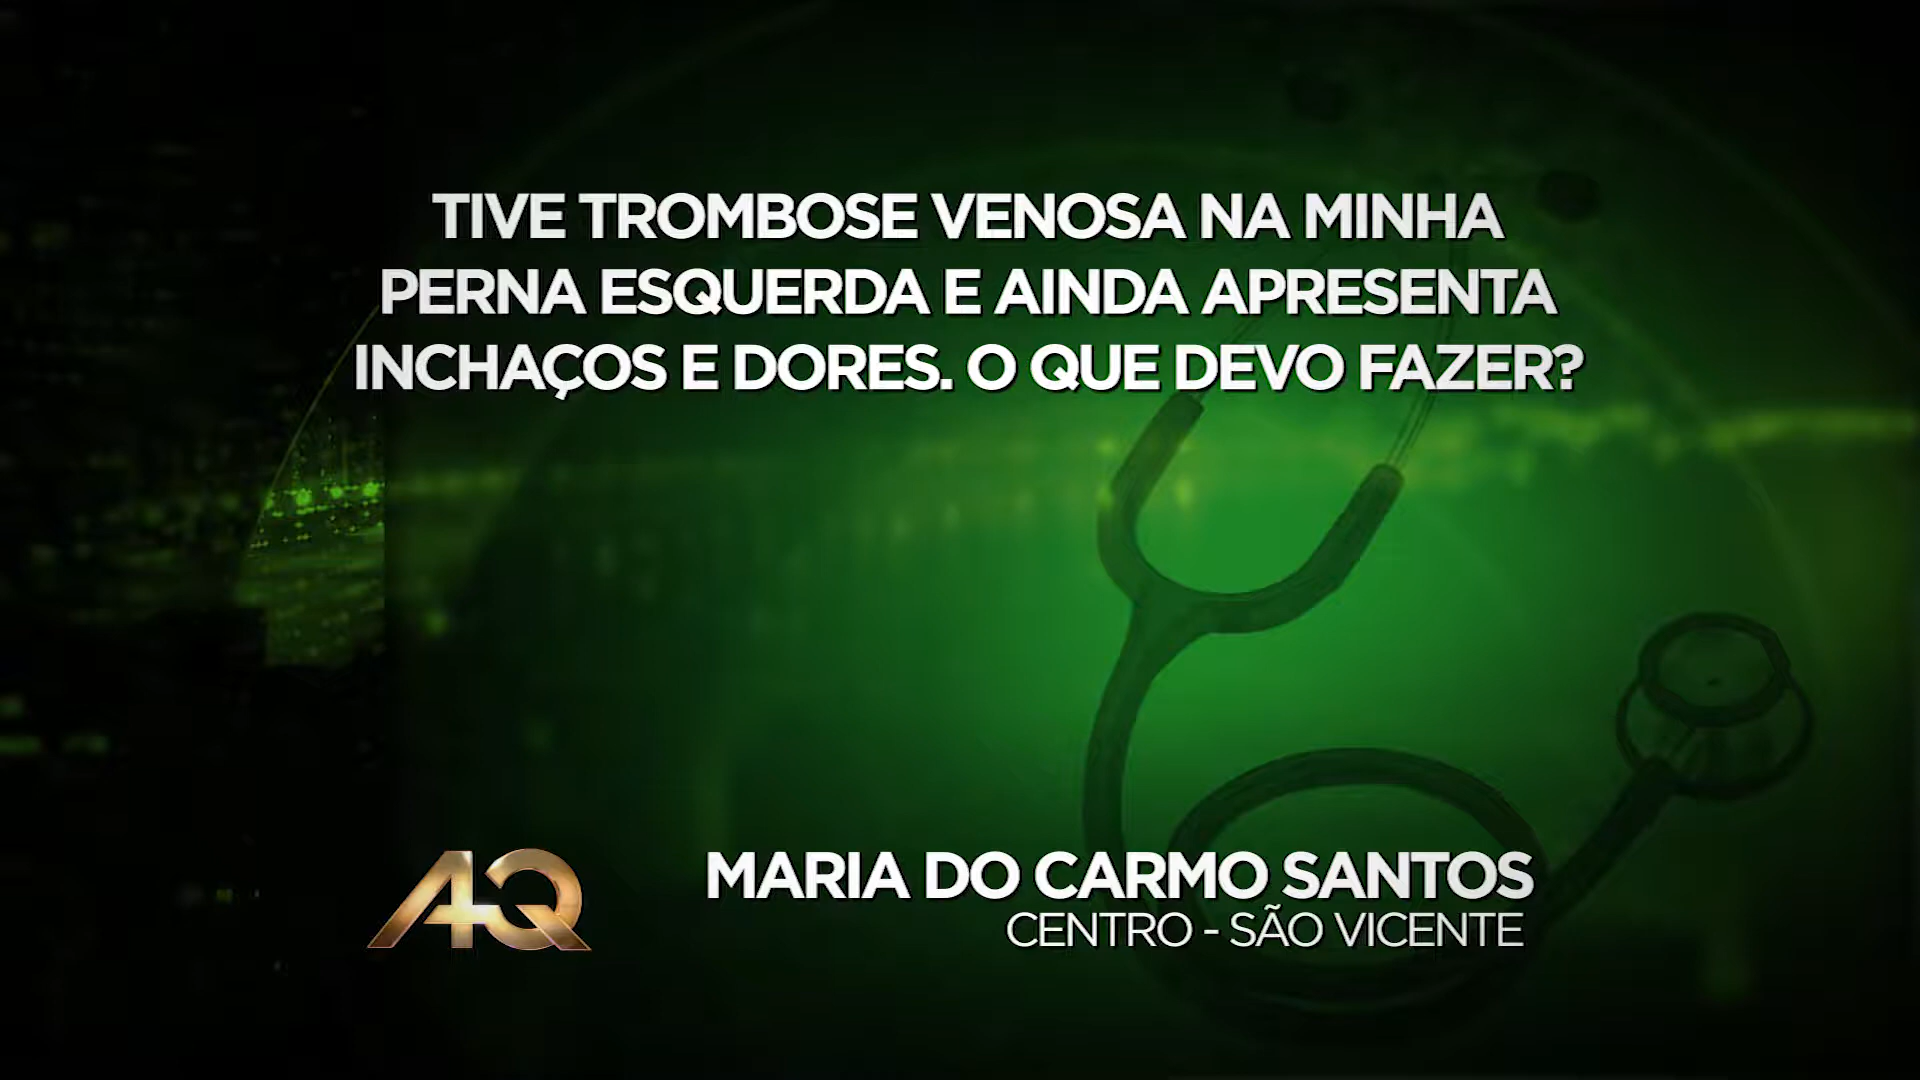 TIVE TROMBOSE VENOSA NA MINHA
PERNA ESQUERDA E AINDA APRESENTA
INCHAÇOS E DORES. O QUE DEVO FAZER?
AQ
MARIA DO CARMO SANTOS
CENTRO - SÃO VICENTE